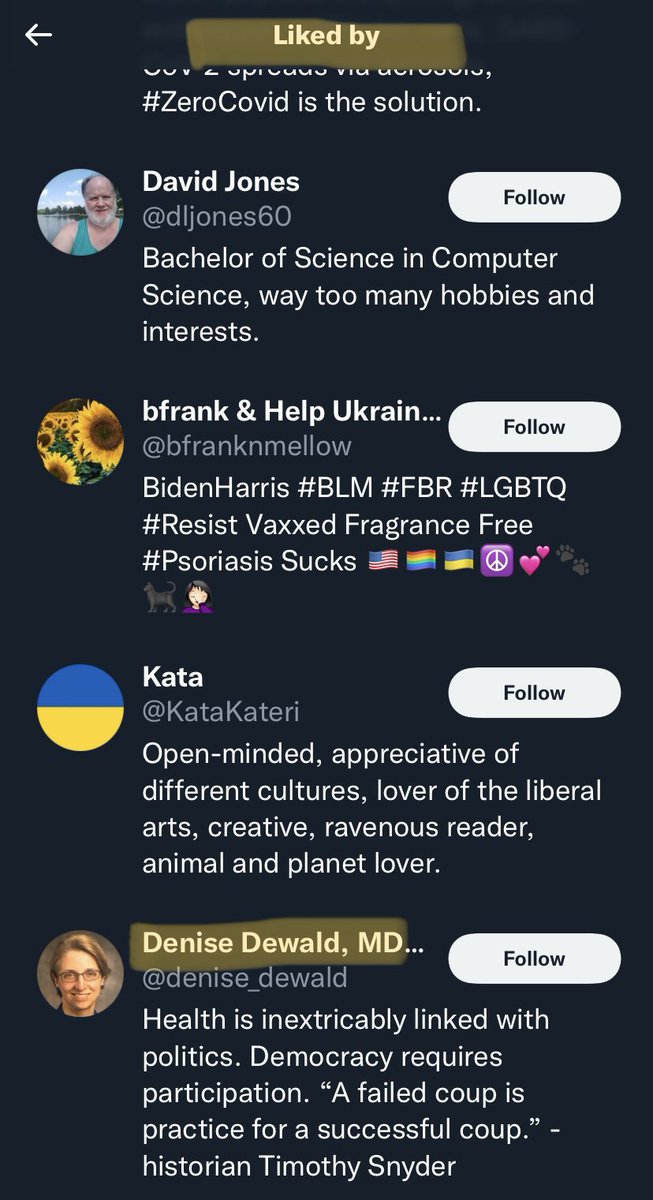 Liked by
CoV-2 spreads via aerosols,
#ZeroCovid is the solution.
David Jones
Follow
@dljones60
Bachelor of Science in Computer
Science, way too many hobbies and
interests.
bfrank & Help Ukrain...
Follow
@bfranknmellow
BidenHarris #BLM #FBR #LGBTQ
#Resist Vaxxed Fragrance Free
#Psoriasis Sucks 🇺🇸 🏳️‍🌈 🇺🇦 ☮️ 💕 🐾
🐈‍⬛ 🤦🏻‍♀️
Kata
Follow
@KataKateri
Open-minded, appreciative of
different cultures, lover of the liberal
arts, creative, ravenous reader,
animal and planet lover.
Denise Dewald, MD...
Follow
@denise_dewald
Health is inextricably linked with
politics. Democracy requires
participation. “A failed coup is
practice for a successful coup.” -
historian Timothy Snyder